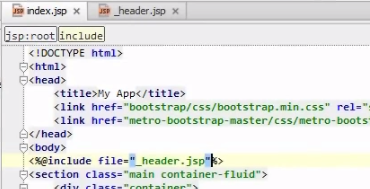 index.jsp _header.jsp
jsp:root include
<!DOCTYPE html>
<html>
<head>
<title>My App</title>
<link href="bootstrap/css/bootstrap.min.css" rel="s
<link href="metro-bootstrap-master/css/metro-boots
</head>
<body>
<%@include file="_header.jsp"%>
<section class="main container-fluid">
<div class="container">